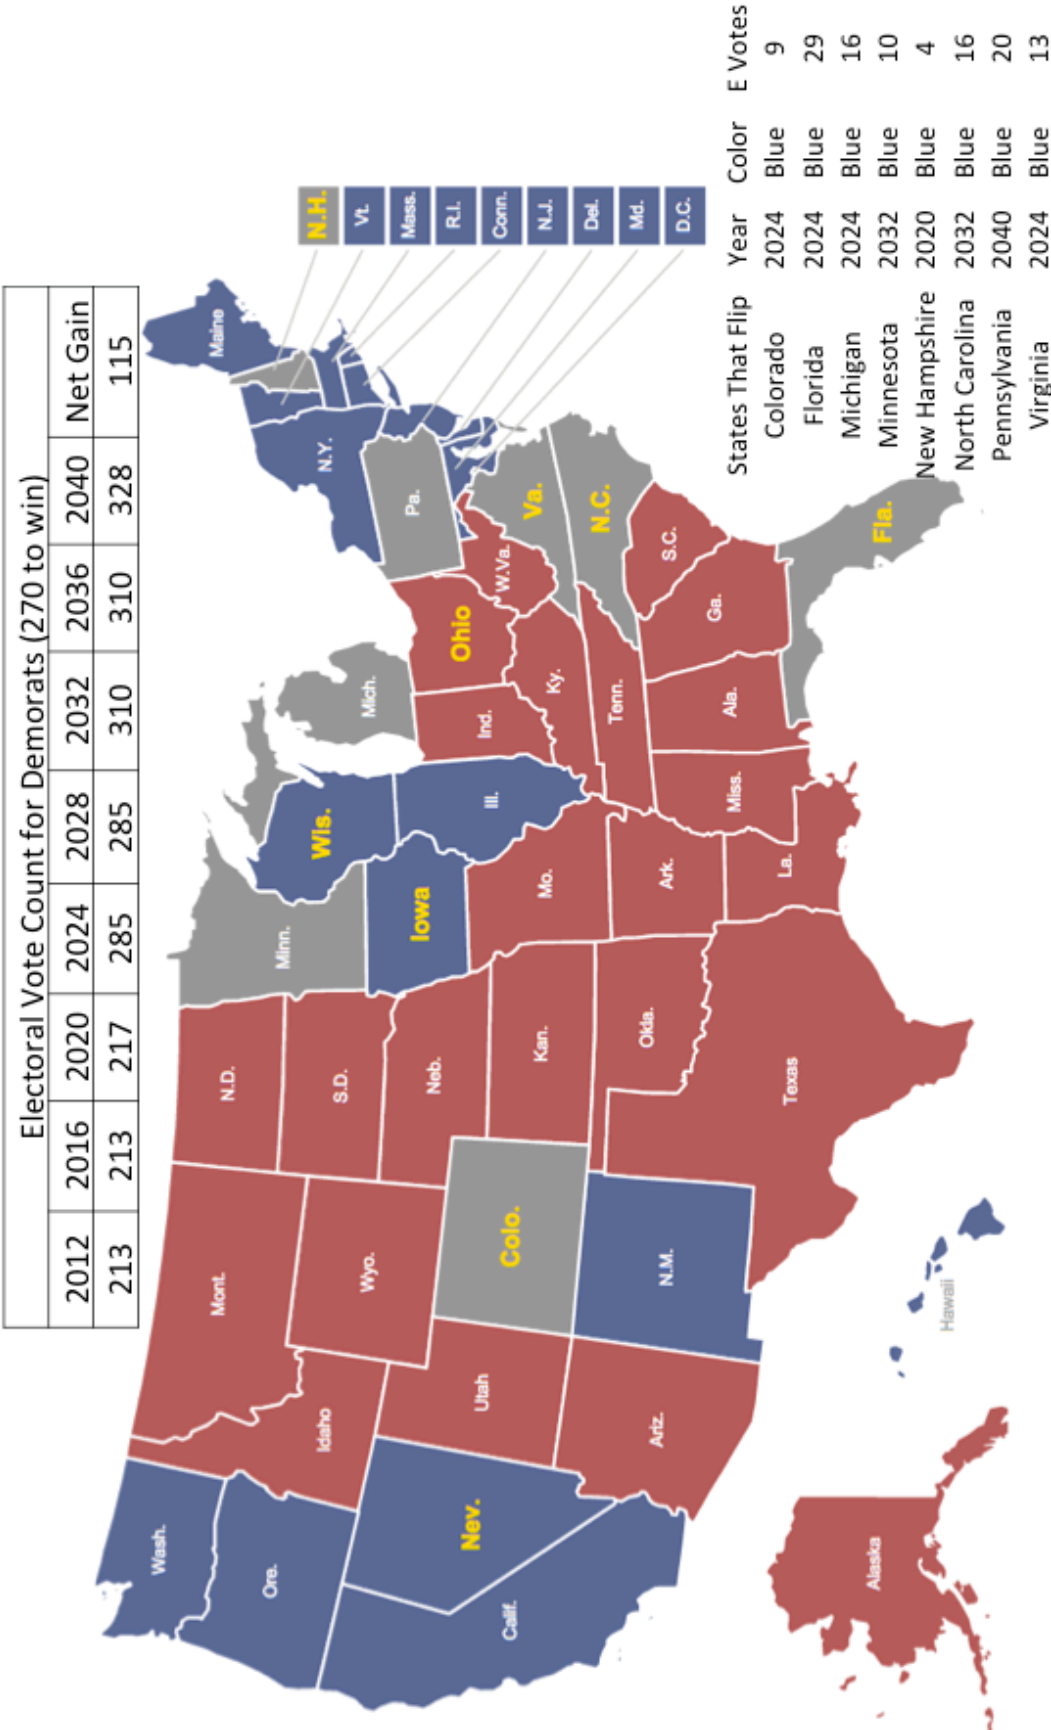 Electoral Vote Count for Demorats (270 to win)
2012 2016 2020 2024 2028 2032 2036 2040 Net Gain
213 213 217 285 285 310 310 328 115
Wash.
Ore.
Calif.
Nev.
Idaho
Mont.
Wyo.
Utah
Ariz.
Colo.
N.M.
N.D.
S.D.
Neb.
Kan.
Okla.
Texas
Minn.
Iowa
Mo.
Ark.
La.
Wis.
Ill.
Mich.
Ind.
Ohio
Ky.
Tenn.
Miss.
Ala.
Ga.
Fla.
S.C.
N.C.
Va.
W.Va.
Pa.
N.Y.
Maine
N.H.
Vt.
Mass.
R.I.
Conn.
N.J.
Del.
Md.
D.C.
Alaska
Hawaii
States That Flip Year Color E Votes
Colorado 2024 Blue 9
Florida 2024 Blue 29
Michigan 2024 Blue 16
Minnesota 2032 Blue 10
New Hampshire 2020 Blue 4
North Carolina 2032 Blue 16
Pennsylvania 2040 Blue 20
Virginia 2024 Blue 13